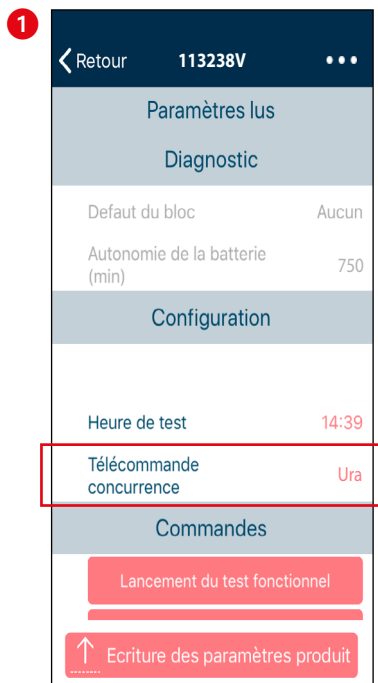 1
Retour 113238V •••
Paramètres lus
Diagnostic
Defaut du bloc Aucun
Autonomie de la batterie
(min) 750
Configuration
Heure de test 14:39
Télécommande
concurrence Ura
Commandes
Lancement du test fonctionnel
Ecriture des paramètres produit